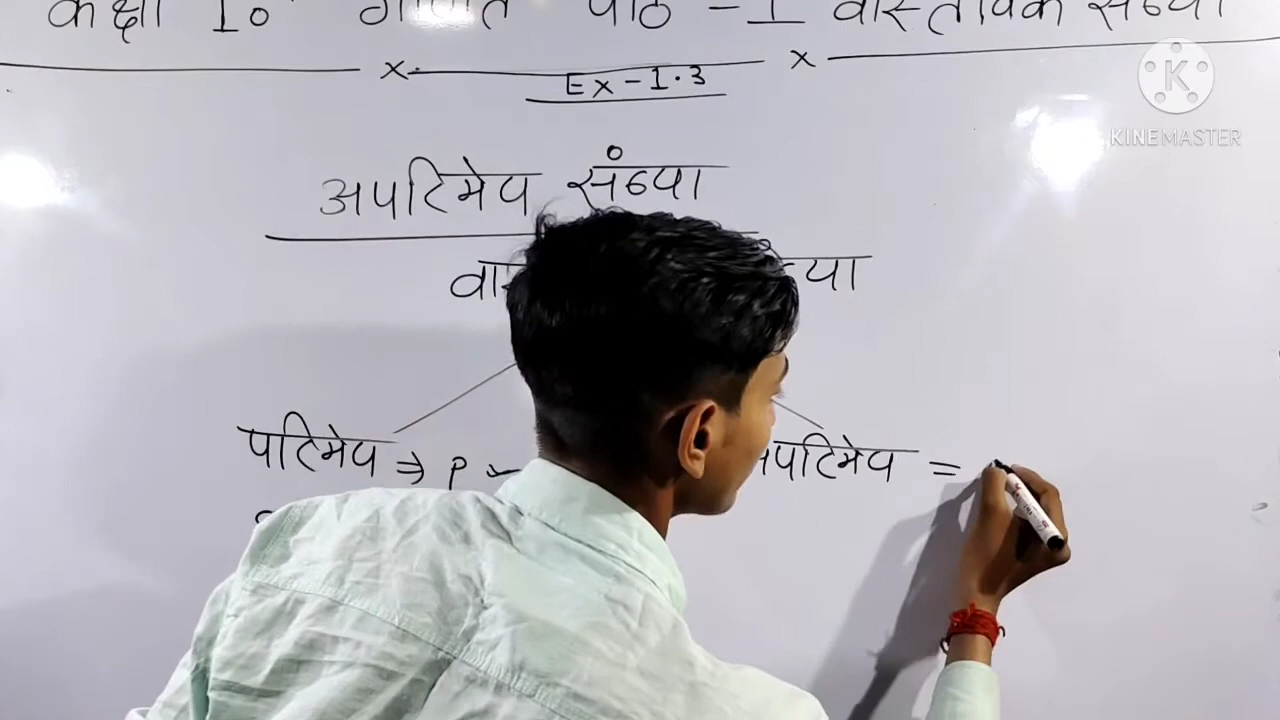 कक्षा 10 गणित पाठ - 1 वास्तविक संख्या
Ex - 1.3
अपरिमेय संख्या
परिमेय ⇒ P
अपरिमेय =
KINEMASTER